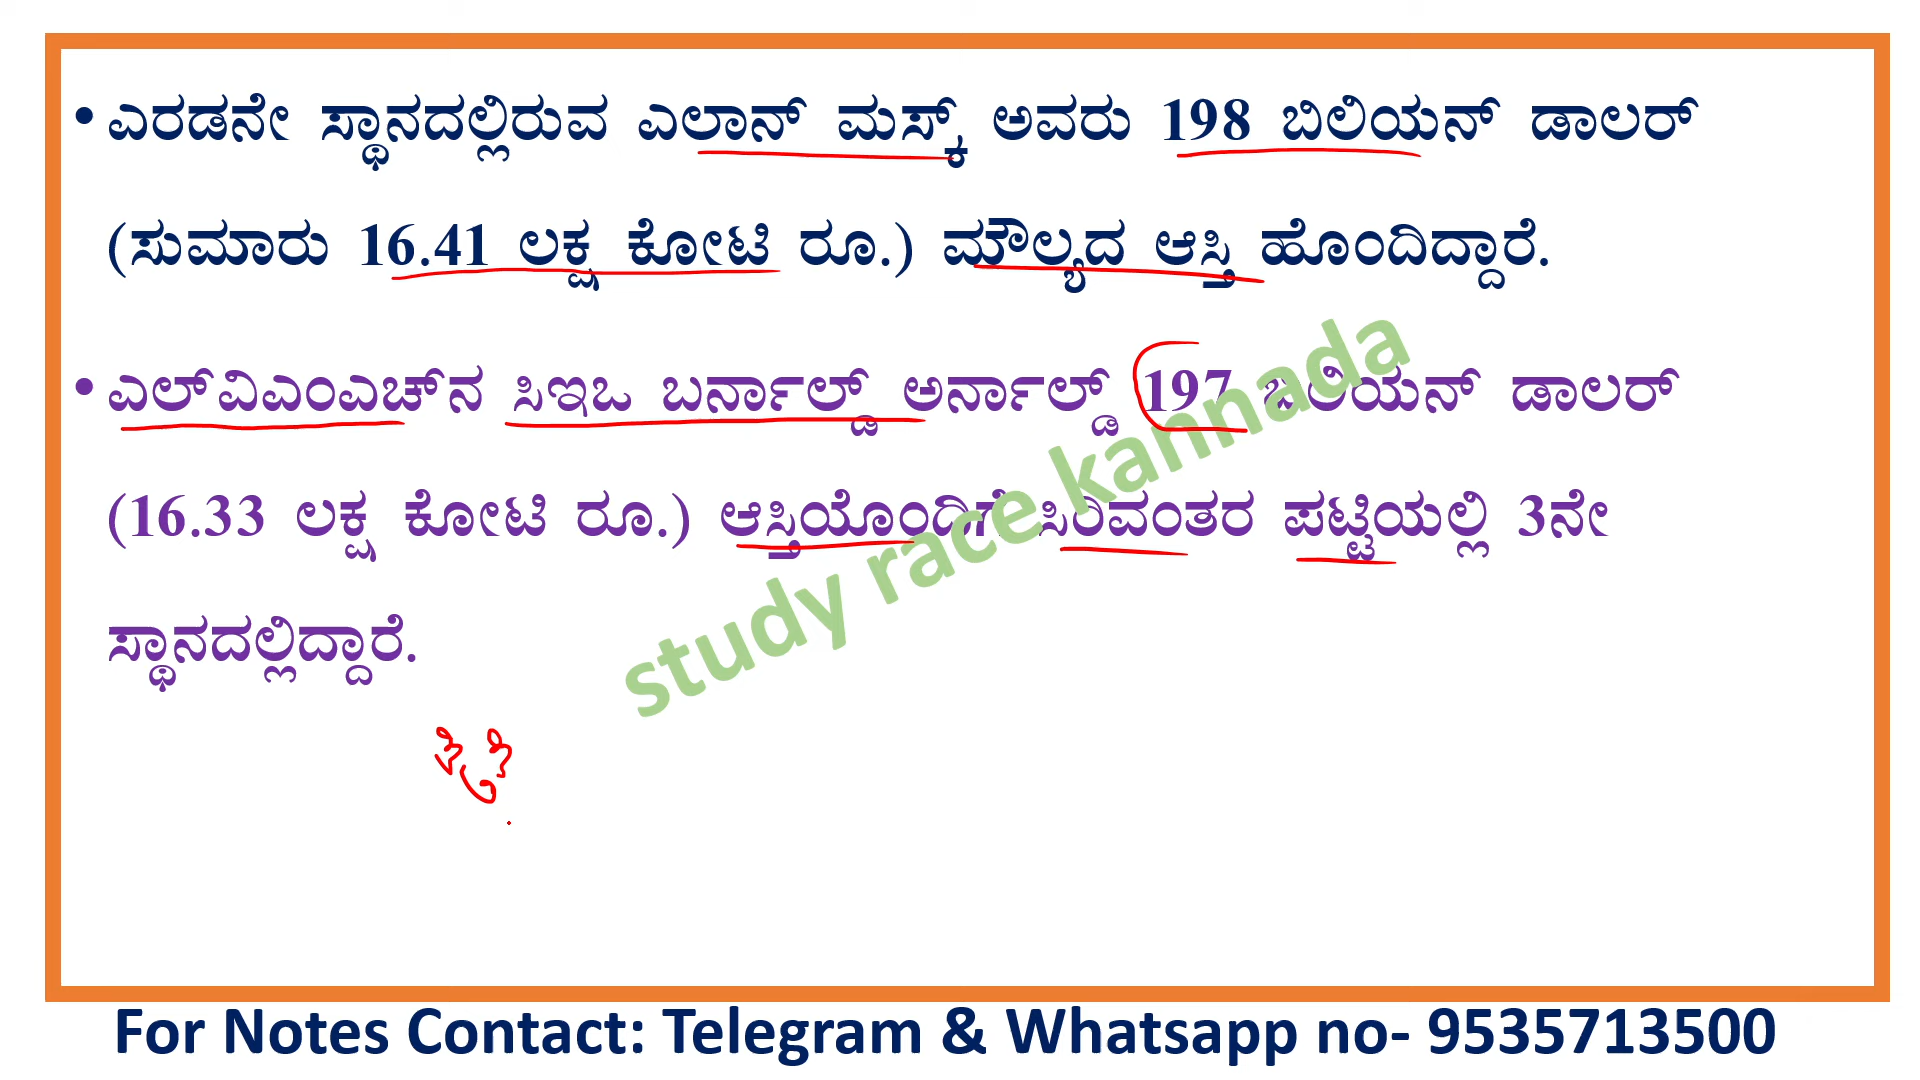 • ಎರಡನೇ ಸ್ಥಾನದಲ್ಲಿರುವ ಎಲಾನ್ ಮಸ್ಕ್ ಅವರು 198 ಬಿಲಿಯನ್ ಡಾಲರ್
(ಸುಮಾರು 16.41 ಲಕ್ಷ ಕೋಟಿ ರೂ.) ಮೌಲ್ಯದ ಆಸ್ತಿ ಹೊಂದಿದ್ದಾರೆ.
• ಎಲ್‌ವಿಎಂಎಚ್‌ನ ಸಿಇಒ ಬರ್ನಾಲ್ಡ್ ಅರ್ನಾಲ್ಡ್ 197 ಬಿಲಿಯನ್ ಡಾಲರ್
(16.33 ಲಕ್ಷ ಕೋಟಿ ರೂ.) ಆಸ್ತಿಯೊಂದಿಗೆ ಸಿರಿವಂತರ ಪಟ್ಟಿಯಲ್ಲಿ 3ನೇ
ಸ್ಥಾನದಲ್ಲಿದ್ದಾರೆ.
study race kannada
For Notes Contact: Telegram & Whatsapp no- 9535713500